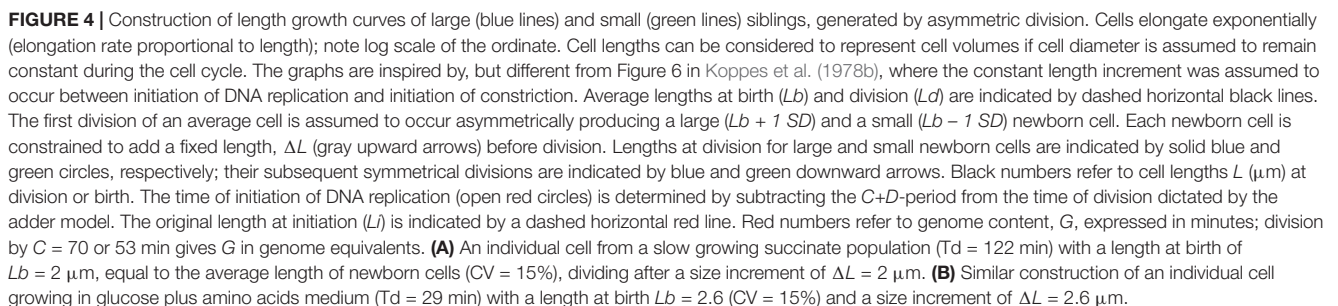 FIGURE 4 | Construction of length growth curves of large (blue lines) and small (green lines) siblings, generated by asymmetric division. Cells elongate exponentially
(elongation rate proportional to length); note log scale of the ordinate. Cell lengths can be considered to represent cell volumes if cell diameter is assumed to remain
constant during the cell cycle. The graphs are inspired by, but different from Figure 6 in Koppes et al. (1978b), where the constant length increment was assumed to
occur between initiation of DNA replication and initiation of constriction. Average lengths at birth (Lb) and division (Ld) are indicated by dashed horizontal black lines.
The first division of an average cell is assumed to occur asymmetrically producing a large (Lb + 1 SD) and a small (Lb − 1 SD) newborn cell. Each newborn cell is
constrained to add a fixed length, ΔL (gray upward arrows) before division. Lengths at division for large and small newborn cells are indicated by solid blue and
green circles, respectively; their subsequent symmetrical divisions are indicated by blue and green downward arrows. Black numbers refer to cell lengths L (μm) at
division or birth. The time of initiation of DNA replication (open red circles) is determined by subtracting the C+D-period from the time of division dictated by the
adder model. The original length at initiation (Li) is indicated by a dashed horizontal red line. Red numbers refer to genome content, G, expressed in minutes; division
by C = 70 or 53 min gives G in genome equivalents. (A) An individual cell from a slow growing succinate population (Td = 122 min) with a length at birth of
Lb = 2 μm, equal to the average length of newborn cells (CV = 15%), dividing after a size increment of ΔL = 2 μm. (B) Similar construction of an individual cell
growing in glucose plus amino acids medium (Td = 29 min) with a length at birth Lb = 2.6 (CV = 15%) and a size increment of ΔL = 2.6 μm.